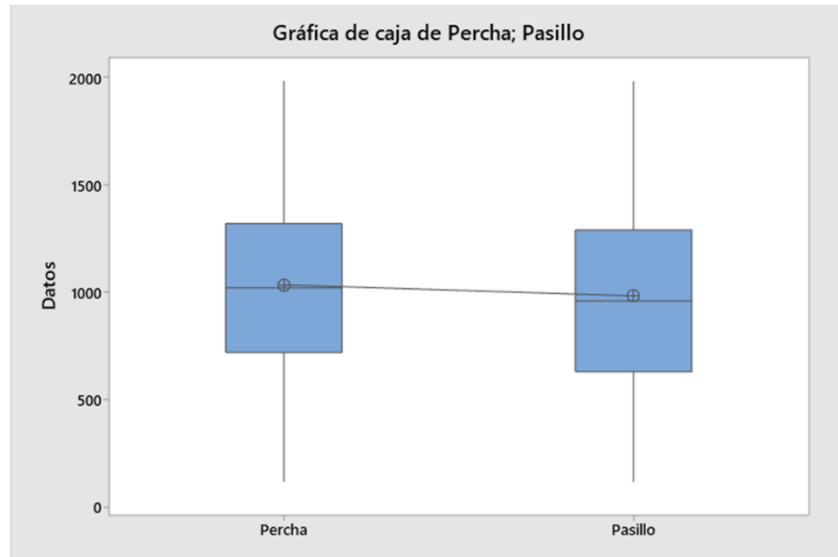 Gráfica de caja de Percha; Pasillo
2000
1500
1000
500
0
Datos
Percha
Pasillo